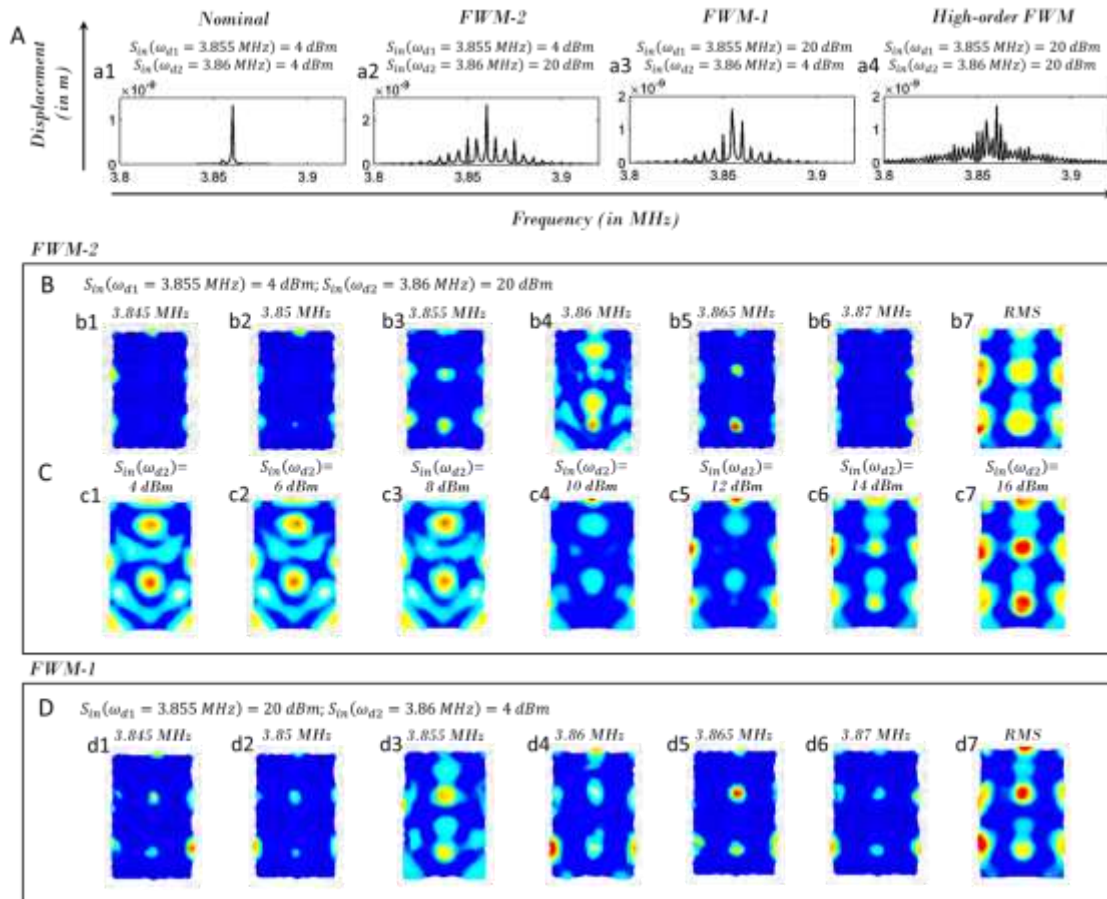 Nominal FWM-2 FWM-1 High-order FWM
A
S_in(ω_d1 = 3.855 MHz) = 4 dBm S_in(ω_d1 = 3.855 MHz) = 4 dBm S_in(ω_d1 = 3.855 MHz) = 20 dBm S_in(ω_d1 = 3.855 MHz) = 20 dBm
S_in(ω_d2 = 3.86 MHz) = 4 dBm S_in(ω_d2 = 3.86 MHz) = 20 dBm S_in(ω_d2 = 3.86 MHz) = 4 dBm S_in(ω_d2 = 3.86 MHz) = 20 dBm
a1 a2 a3 a4
×10⁻⁹ ×10⁻⁹ ×10⁻⁹ ×10⁻⁹
Displacement
(in m)
1 1 2 2
1 1
0 0 0 0
3.8 3.85 3.9 3.8 3.85 3.9 3.8 3.85 3.9 3.8 3.85 3.9
Frequency (in MHz)
FWM-2
B S_in(ω_d1 = 3.855 MHz) = 4 dBm; S_in(ω_d2 = 3.86 MHz) = 20 dBm
3.845 MHz 3.85 MHz 3.855 MHz 3.86 MHz 3.865 MHz 3.87 MHz RMS
b1 b2 b3 b4 b5 b6 b7
C S_in(ω_d2)= S_in(ω_d2)= S_in(ω_d2)= S_in(ω_d2)= S_in(ω_d2)= S_in(ω_d2)= S_in(ω_d2)=
4 dBm 6 dBm 8 dBm 10 dBm 12 dBm 14 dBm 16 dBm
c1 c2 c3 c4 c5 c6 c7
FWM-1
D S_in(ω_d1 = 3.855 MHz) = 20 dBm; S_in(ω_d2 = 3.86 MHz) = 4 dBm
3.845 MHz 3.85 MHz 3.855 MHz 3.86 MHz 3.865 MHz 3.87 MHz RMS
d1 d2 d3 d4 d5 d6 d7